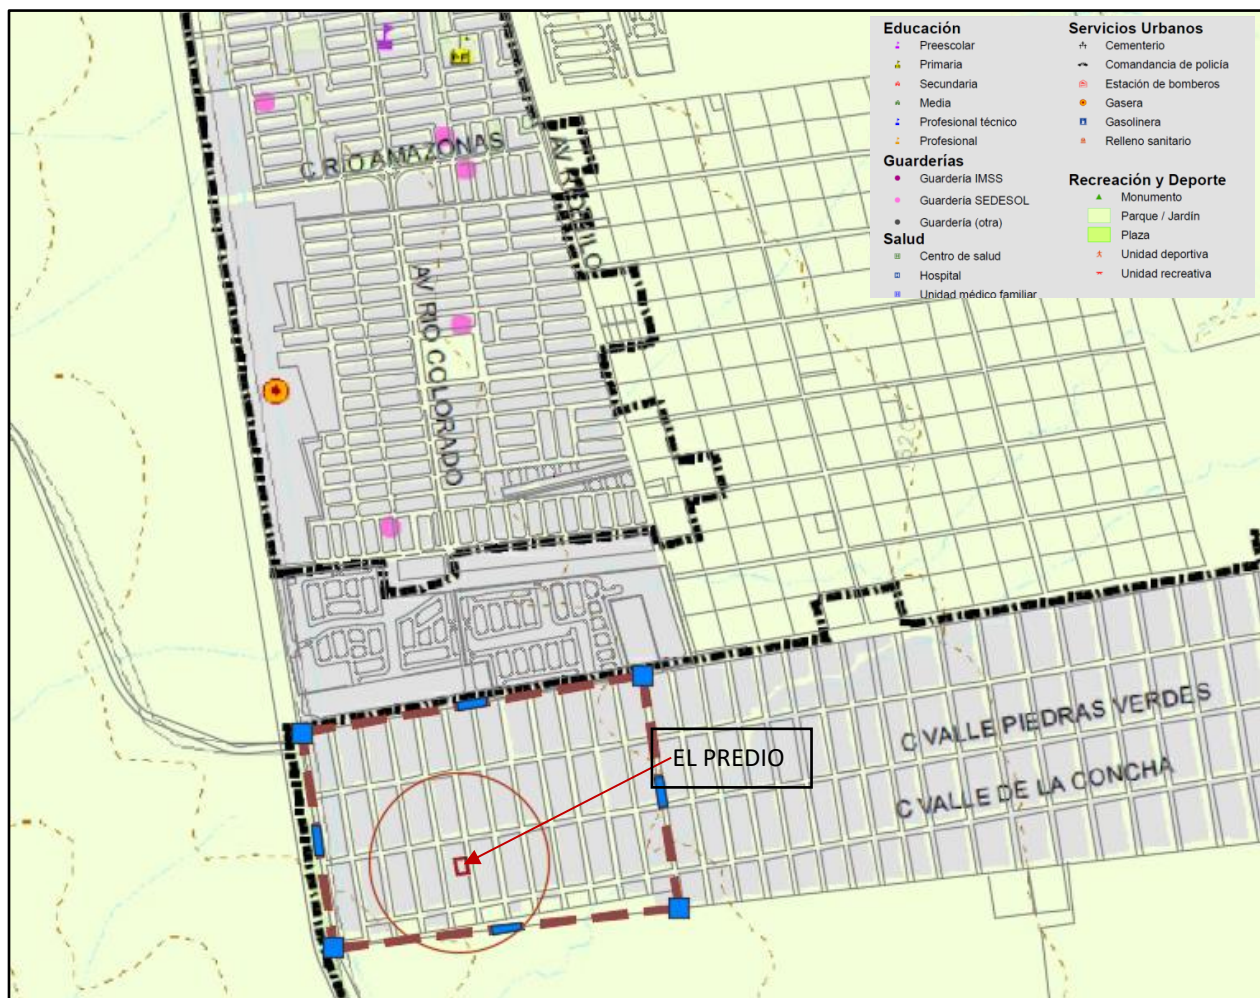 Educación
Preescolar
Primaria
Secundaria
Media
Profesional técnico
Profesional
Guarderías
Guardería IMSS
Guardería SEDESOL
Guardería (otra)
Salud
Centro de salud
Hospital
Unidad médico familiar
Servicios Urbanos
Cementerio
Comandancia de policía
Estación de bomberos
Gasera
Gasolinera
Relleno sanitario
Recreación y Deporte
Monumento
Parque / Jardín
Plaza
Unidad deportiva
Unidad recreativa
C RIO AMAZONAS
AV RIO COLORADO
C VALLE PIEDRAS VERDES
C VALLE DE LA CONCHA
EL PREDIO